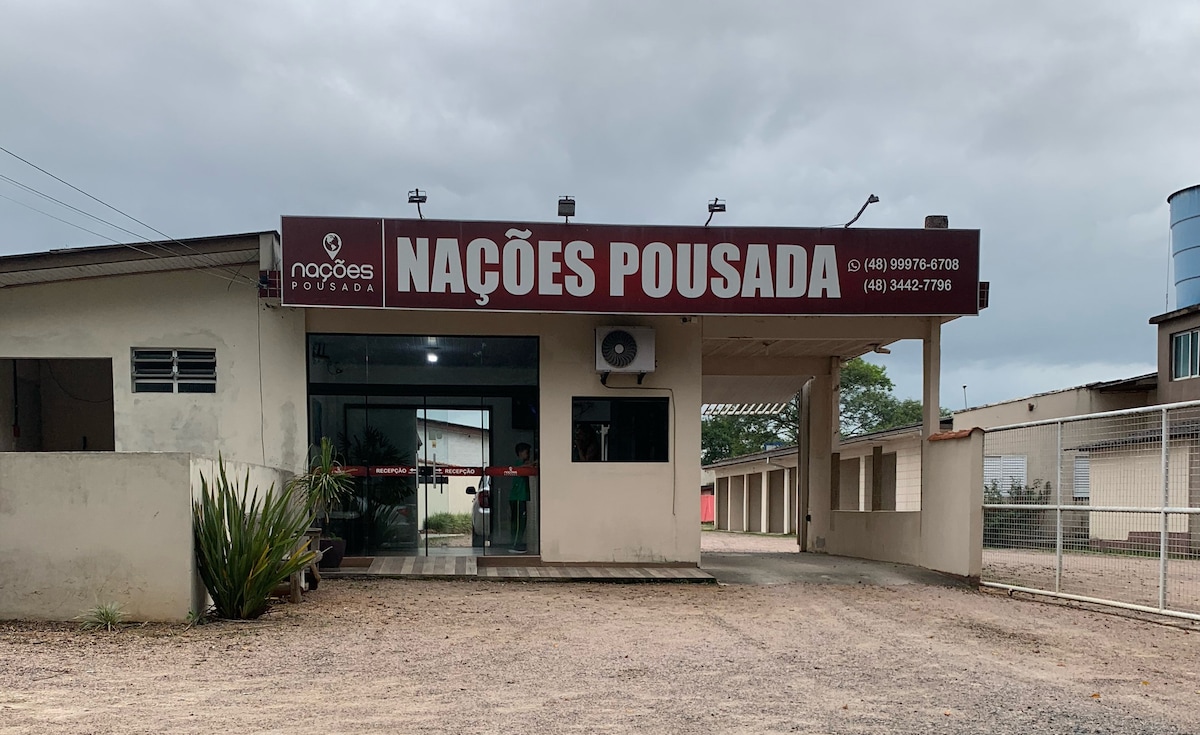 nações
POUSADA
NAÇÕES POUSADA
(48) 99976-6708
(48) 3442-7796
RECEPÇÃO
RECEPÇÃO